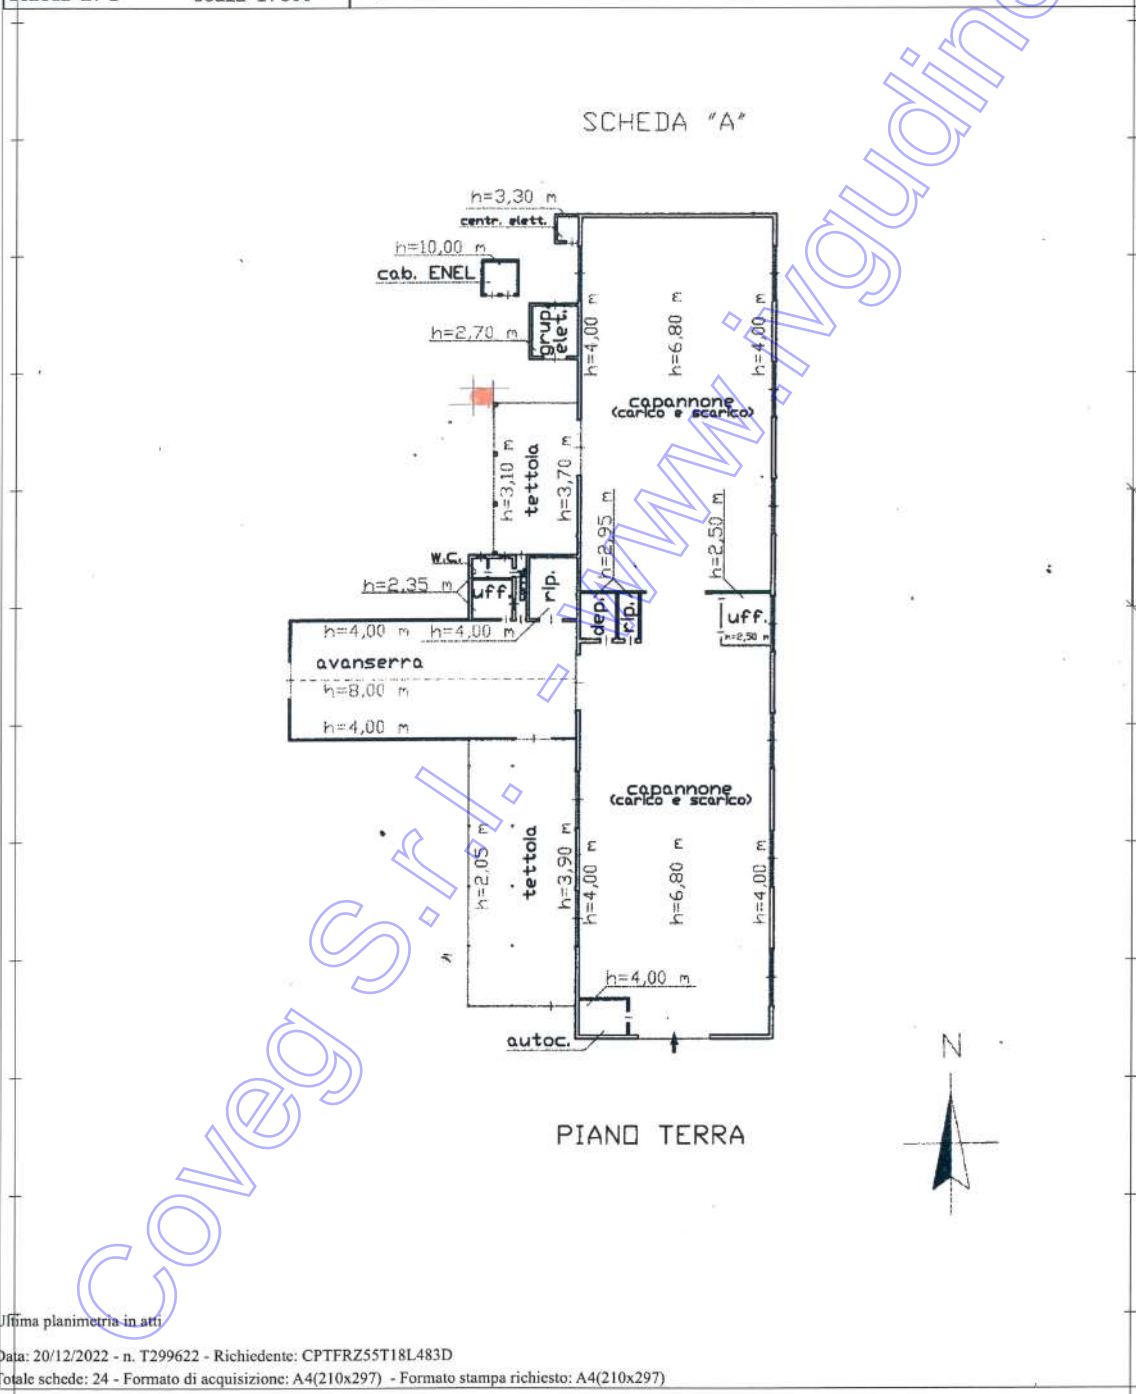 SCHEDA "A"
h=3,30 m
centr. elett.
h=10,00 m
cab. ENEL
h=2,70 m
grup.
elet.
h=4,00 m
h=6,80 m
h=4,00 m
capannone
(carico e scarico)
h=3,10 m
tettoia
h=3,70 m
h=2,95 m
h=2,50 m
w.c.
h=2,35 m
uff.
rip.
dep.
rip.
uff.
h=2,50 m
h=4,00 m
h=4,00 m
avanserra
h=8,00 m
h=4,00 m
capannone
(carico e scarico)
h=2,05 m
tettoia
h=3,90 m
h=4,00 m
h=6,80 m
h=4,00 m
h=4,00 m
autoc.
N
PIANO TERRA
Coveg S.r.l. - www.ivgudine
Ultima planimetria in atti
Data: 20/12/2022 - n. T299622 - Richiedente: CPTFRZ55T18L483D
Totale schede: 24 - Formato di acquisizione: A4(210x297) - Formato stampa richiesto: A4(210x297)